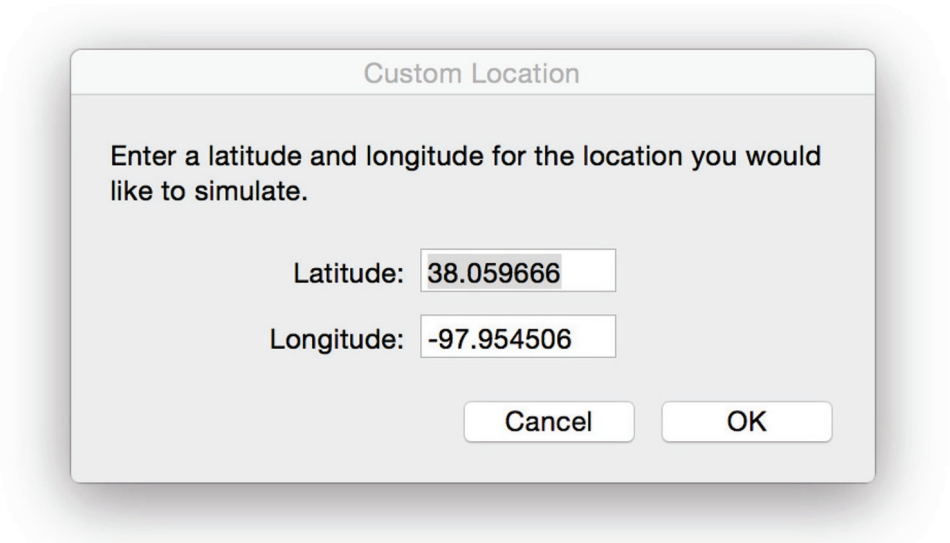 Custom Location
Enter a latitude and longitude for the location you would
like to simulate.
Latitude: 38.059666
Longitude: -97.954506
Cancel OK